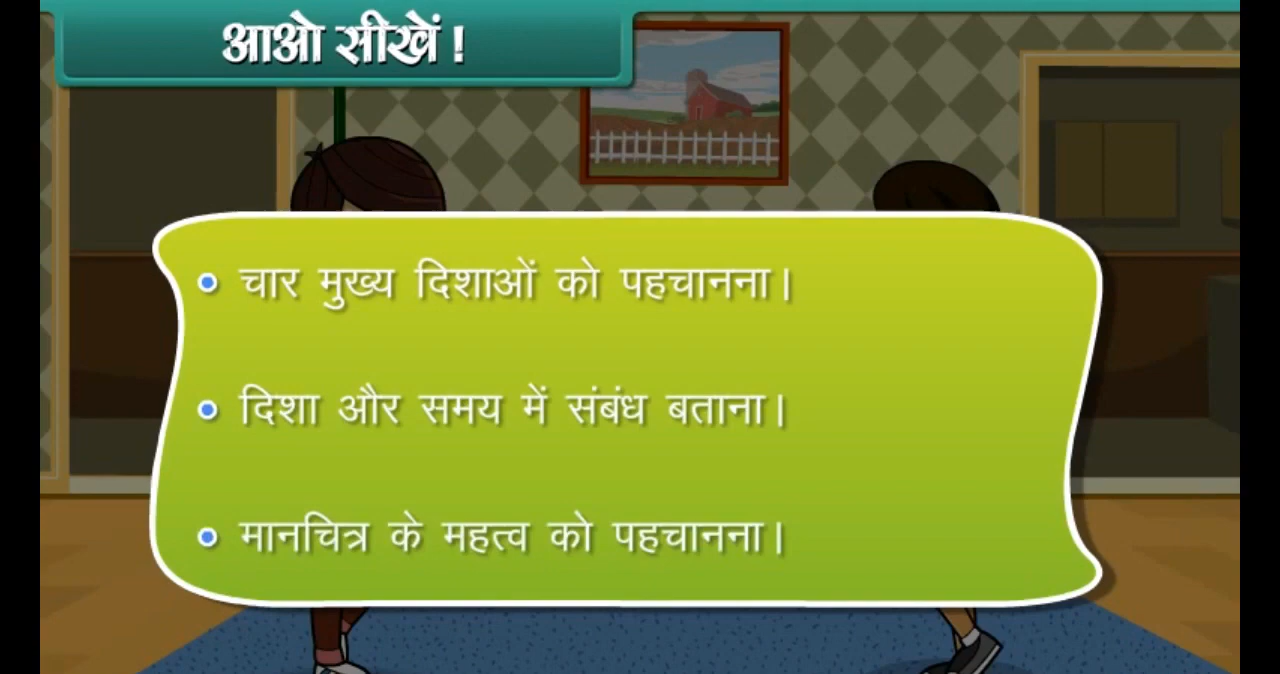 आओ सीखें!
चार मुख्य दिशाओं को पहचानना।
दिशा और समय में संबंध बताना।
मानचित्र के महत्व को पहचानना।